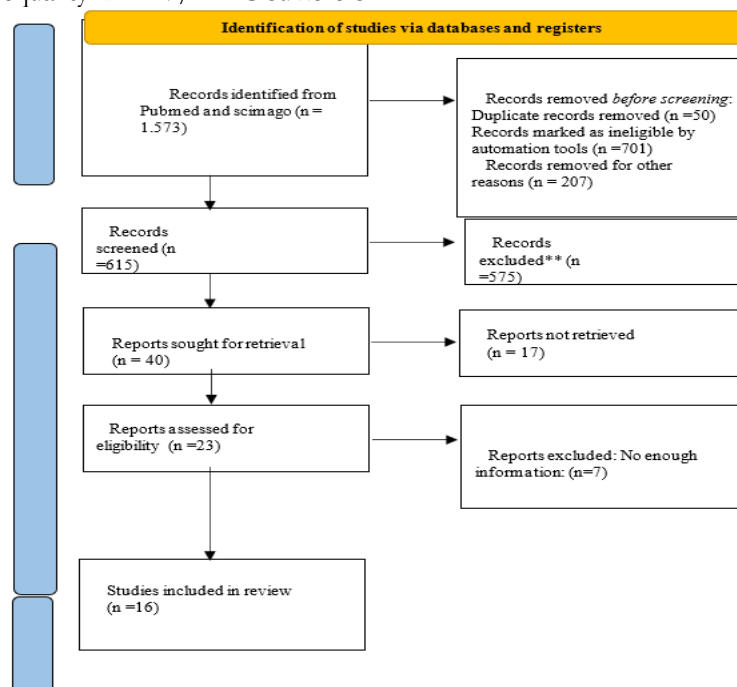 Identification of studies via databases and registers
Records identified from
Pubmed and scimago (n =
1.573)
Records removed before screening:
Duplicate records removed (n =50)
Records marked as ineligible by
automation tools (n =701)
Records removed for other
reasons (n = 207)
Records
screened (n
=615)
Records
excluded** (n
=575)
Reports sought for retrieval
(n = 40)
Reports not retrieved
(n = 17)
Reports assessed for
eligibility (n =23)
Reports excluded: No enough
information: (n=7)
Studies included in review
(n =16)